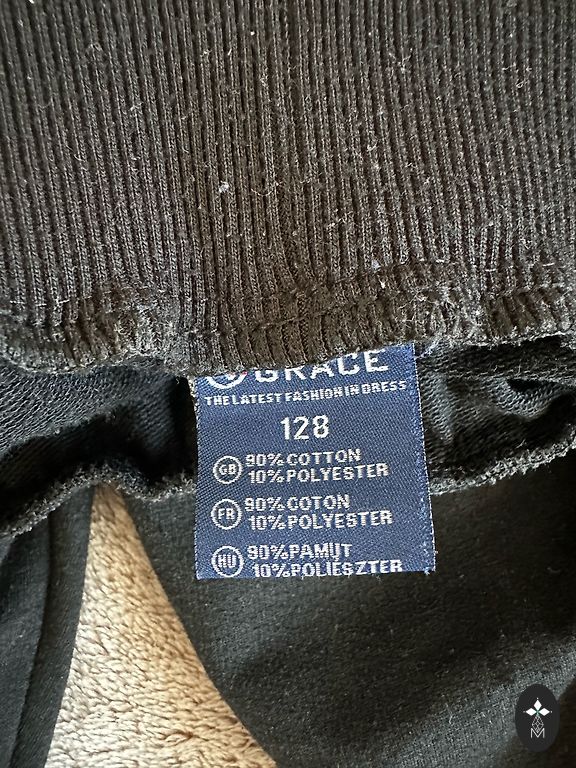 GRACE
THE LATEST FASHION IN DRESS
128
GB 90% COTTON
10% POLYESTER
FR 90% COTON
10% POLYESTER
HU 90% PAMUT
10% POLIESZTER
M